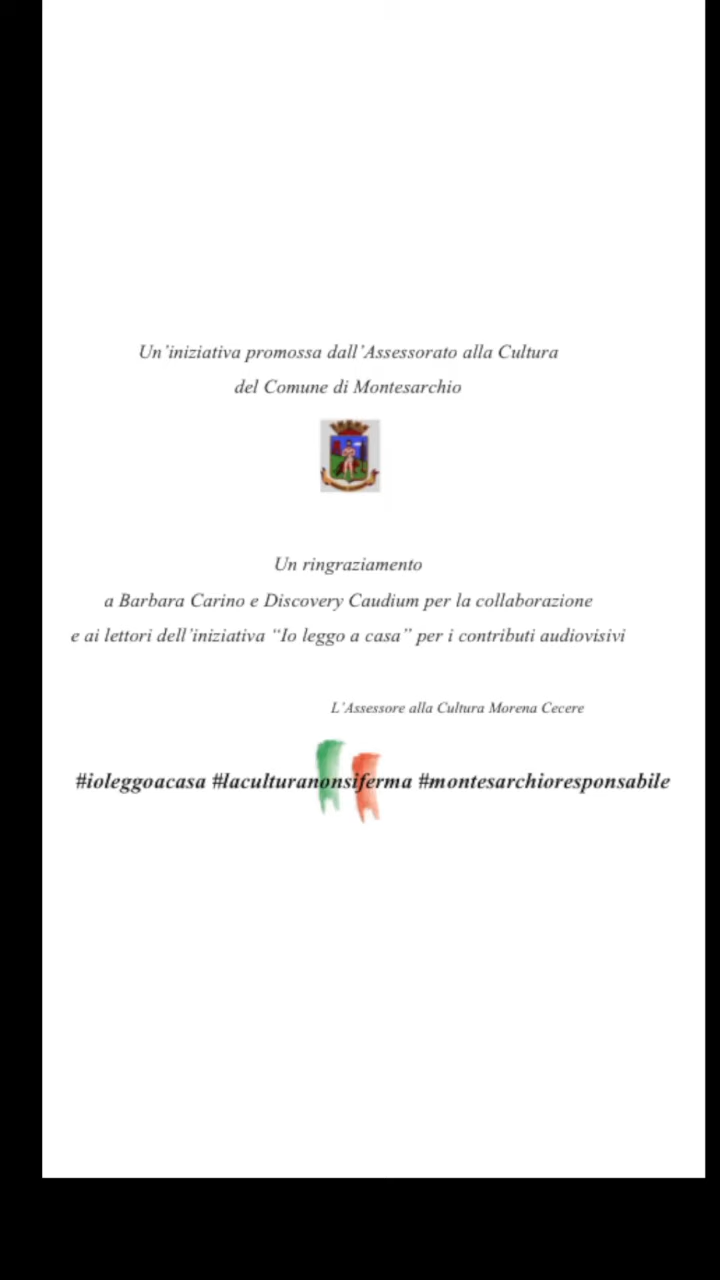 Un'iniziativa promossa dall'Assessorato alla Cultura
del Comune di Montesarchio
Un ringraziamento
a Barbara Carino e Discovery Caudium per la collaborazione
e ai lettori dell'iniziativa “Io leggo a casa” per i contributi audiovisivi
L'Assessore alla Cultura Morena Cecere
#ioleggoacasa #laculturanonsiferma #montesarchioresponsabile